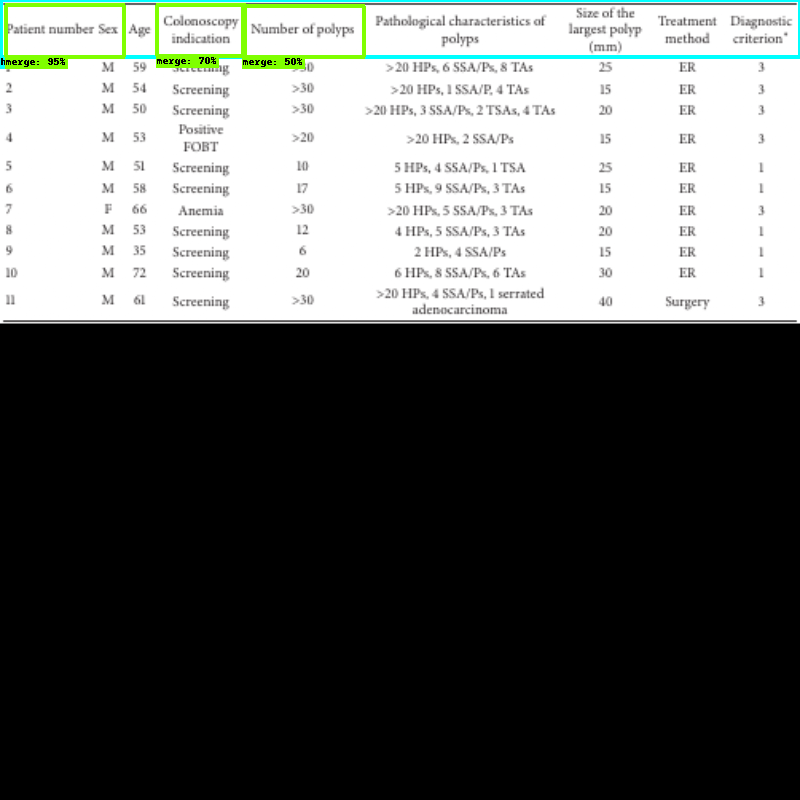 Patient number Sex Age Colonoscopy indication Number of polyps Pathological characteristics of polyps Size of the largest polyp (mm) Treatment method Diagnostic criterion*
hmerge: 95% merge: 70% merge: 50%
M 59 Screening >30 >20 HPs, 6 SSA/Ps, 8 TAs 25 ER 3
2 M 54 Screening >30 >20 HPs, 1 SSA/P, 4 TAs 15 ER 3
3 M 50 Screening >30 >20 HPs, 3 SSA/Ps, 2 TSAs, 4 TAs 20 ER 3
4 M 53 Positive FOBT >20 >20 HPs, 2 SSA/Ps 15 ER 3
5 M 51 Screening 10 5 HPs, 4 SSA/Ps, 1 TSA 25 ER 1
6 M 58 Screening 17 5 HPs, 9 SSA/Ps, 3 TAs 15 ER 1
7 F 66 Anemia >30 >20 HPs, 5 SSA/Ps, 3 TAs 20 ER 3
8 M 53 Screening 12 4 HPs, 5 SSA/Ps, 3 TAs 20 ER 1
9 M 35 Screening 6 2 HPs, 4 SSA/Ps 15 ER 1
10 M 72 Screening 20 6 HPs, 8 SSA/Ps, 6 TAs 30 ER 1
11 M 61 Screening >30 >20 HPs, 4 SSA/Ps, 1 serrated adenocarcinoma 40 Surgery 3